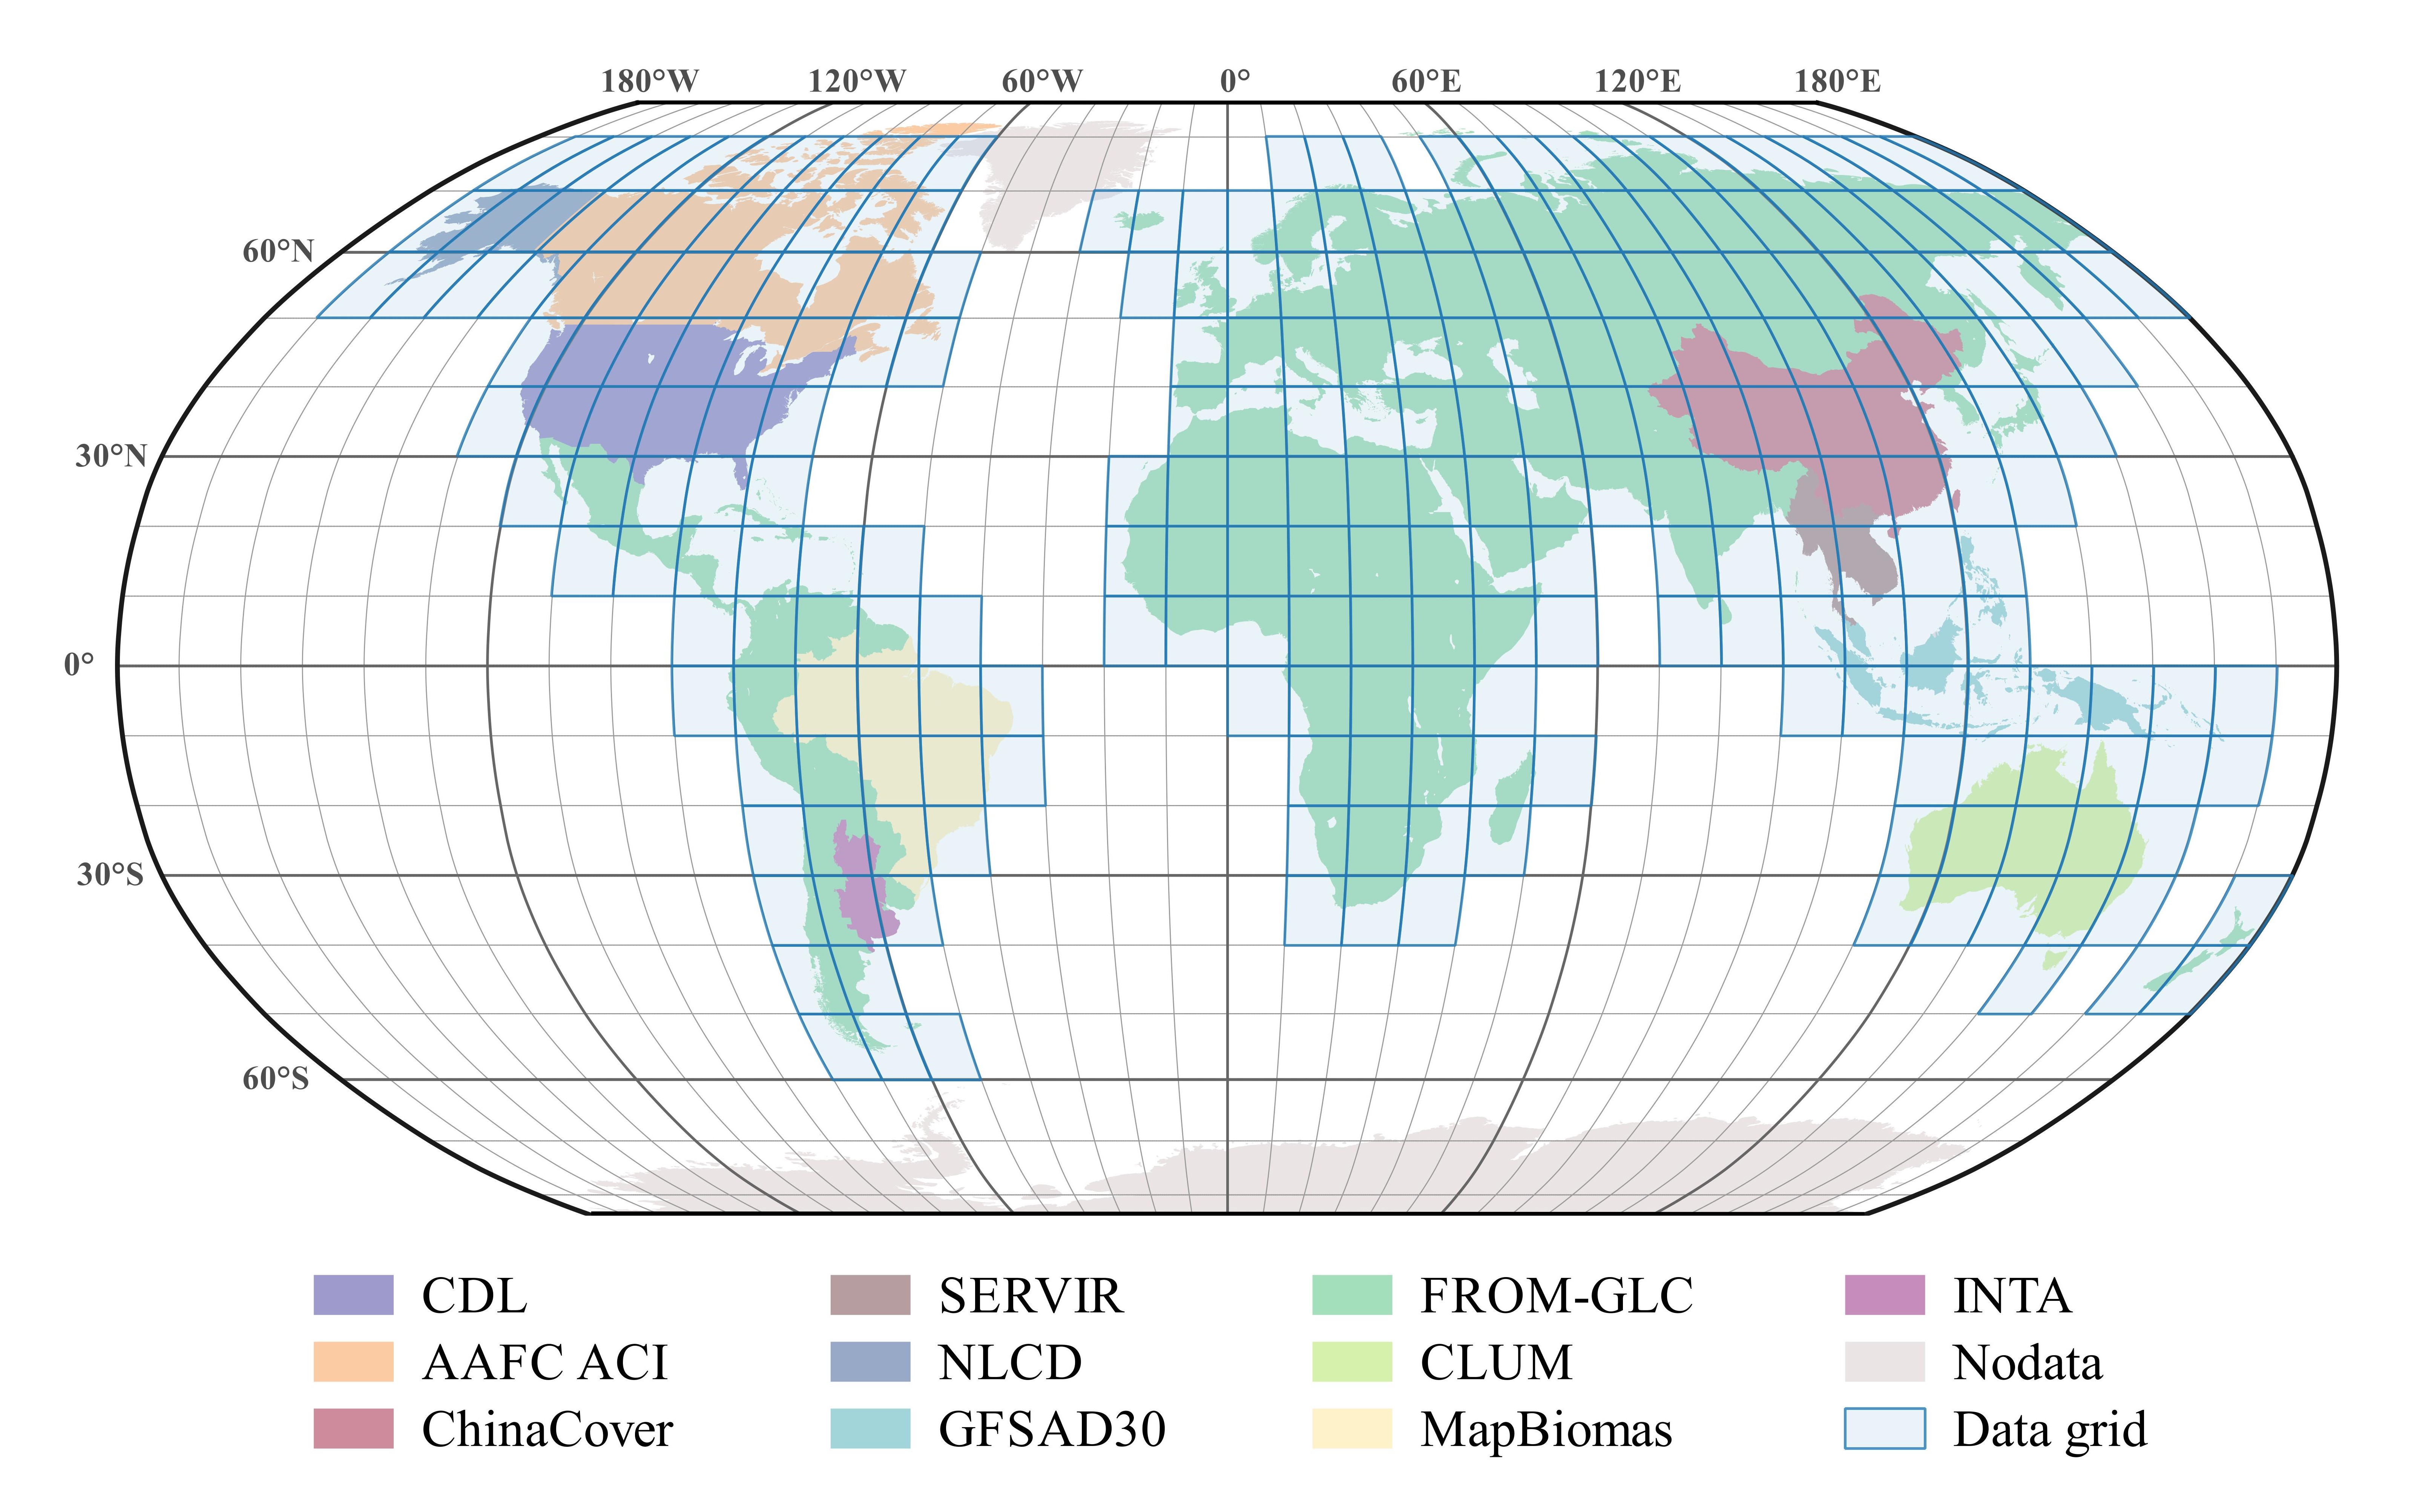 180°W 120°W 60°W 0° 60°E 120°E 180°E
60°N
30°N
0°
30°S
60°S
CDL SERVIR FROM-GLC INTA
AAFC ACI NLCD CLUM Nodata
ChinaCover GFSAD30 MapBiomas Data grid